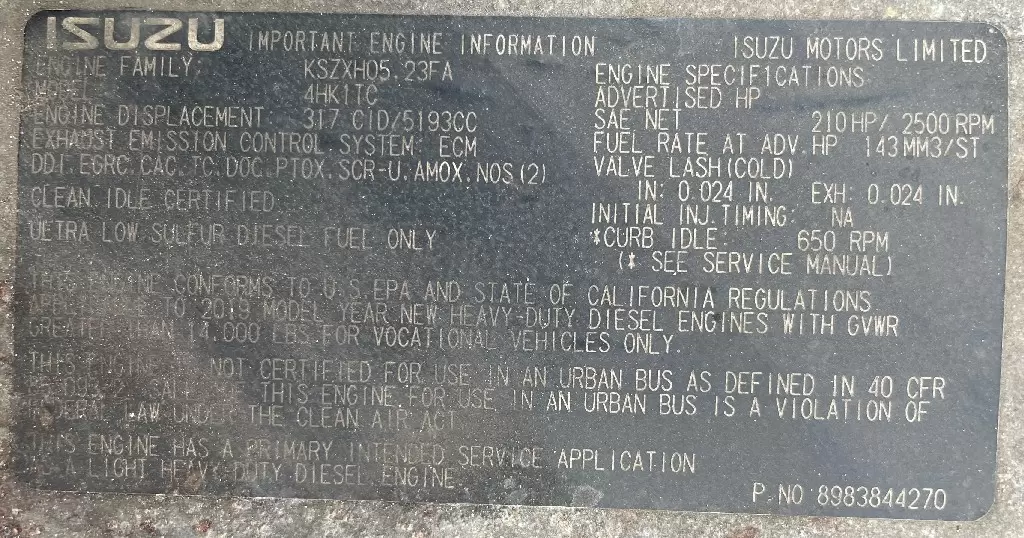 ISUZU IMPORTANT ENGINE INFORMATION ISUZU MOTORS LIMITED
ENGINE FAMILY: KSZXH05.23FA
MODEL 4HK1TC
ENGINE DISPLACEMENT: 317 CID/5193CC
EXHAUST EMISSION CONTROL SYSTEM: ECM
DDI.EGRC.CAC.TC.DOC.PTOX.SCR-U.AMOX.NOS(2)
CLEAN IDLE CERTIFIED
ULTRA LOW SULFUR DIESEL FUEL ONLY
ENGINE SPECIFICATIONS
ADVERTISED HP
SAE NET 210HP/ 2500RPM
FUEL RATE AT ADV.HP 143MM3/ST
VALVE LASH(COLD)
IN: 0.024 IN. EXH: 0.024 IN.
INITIAL INJ.TIMING: NA
*CURB IDLE: 650 RPM
(* SEE SERVICE MANUAL)
THIS ENGINE CONFORMS TO U.S.EPA AND STATE OF CALIFORNIA REGULATIONS
TO 2019 MODEL YEAR NEW HEAVY-DUTY DIESEL ENGINES WITH GVWR
GREATER THAN 14,000 LBS FOR VOCATIONAL VEHICLES ONLY.
THIS ENGINE NOT CERTIFIED FOR USE IN AN URBAN BUS AS DEFINED IN 40 CFR
THIS ENGINE FOR USE IN AN URBAN BUS IS A VIOLATION OF
FEDERAL LAW UNDER THE CLEAN AIR ACT
THIS ENGINE HAS A PRIMARY INTENDED SERVICE APPLICATION
AS A LIGHT HEAVY-DUTY DIESEL ENGINE
P.NO 8983844270